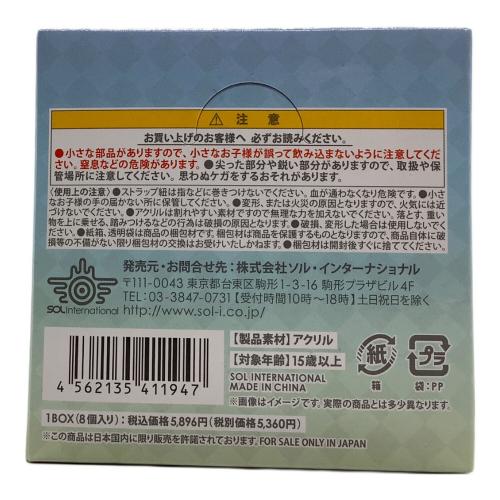 ⚠ 注意
お買い上げのお客様へ 必ずお読みください。
●小さな部品がありますので、小さなお子様が誤って飲み込まないように注意してください。
窒息などの危険があります。●尖った部分や鋭い部分がありますので、取扱や保
管場所に注意ください。思わぬケガをするおそれがあります。
〈使用上の注意〉●ストラップ紐は指などに巻きつけないでください。血が通わなくなり危険です。●小
さなお子様の手の届かない所に保管してください。●変形、または火災の原因となりますので、火気には近
づけないでください。●アクリルは割れやすい素材ですので無理な力を加えないでください。落とす、重い
物を上に乗せる、踏みつけるなどの行為は破損の原因となります。●破損、変形した場合は使用しないでく
ださい。●紙箱、透明袋は商品の梱包材です。梱包材は商品を保護するものとなりますので、商品自体に破
損等の不備がない限り梱包材の交換はお受けいたしかねます。●梱包材は開封後すぐに捨ててください。
発売元・お問合せ先：株式会社ソル・インターナショナル
〒111-0043 東京都台東区駒形1-3-16 駒形プラザビル4F
TEL：03-3847-0731【受付時間10時〜18時】土日祝日を除く
http://www.sol-i.co.jp/
SOL International
【製品素材】アクリル
【対象年齢】15歳以上
SOL INTERNATIONAL
MADE IN CHINA
※画像はイメージです。実際の商品とは多少異なります。
紙
箱
プラ
袋：PP
4 562135 411947
1BOX（8個入り）：税込価格5,896円（税別価格5,360円）
※この商品は日本国内に限り販売を許諾されております。FOR SALE ONLY IN JAPAN